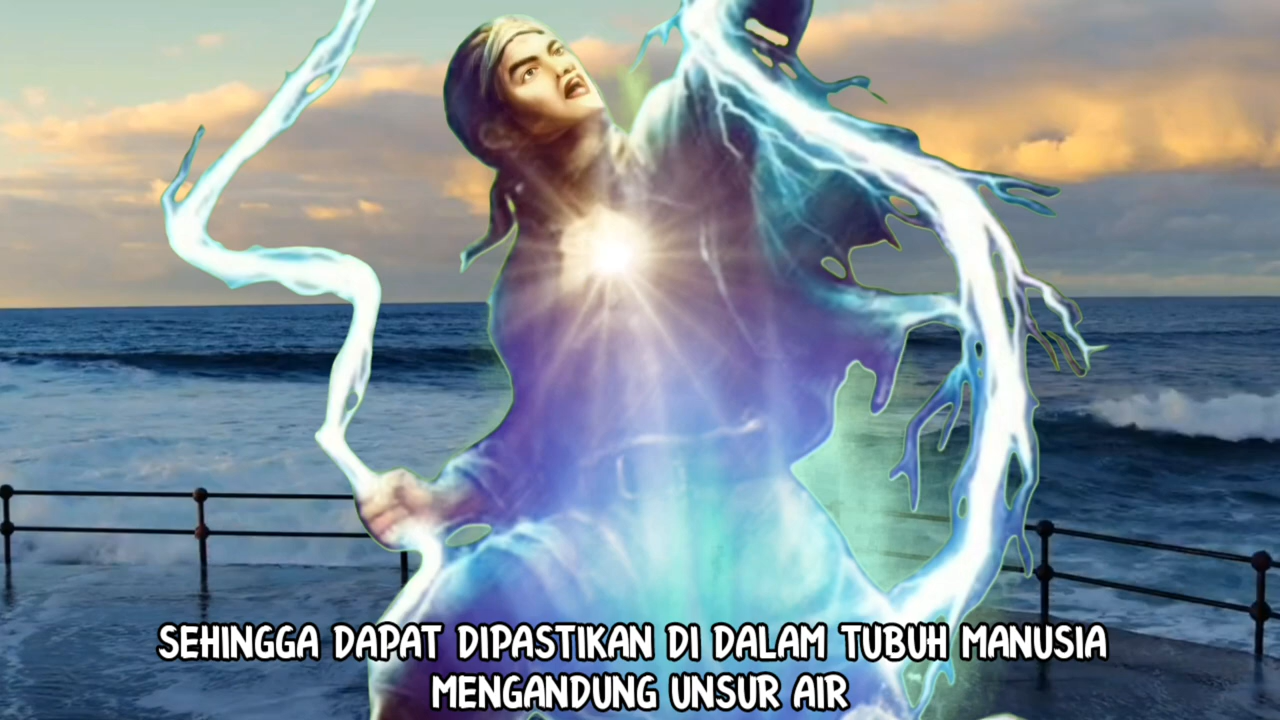 SEHINGGA DAPAT DIPASTIKAN DI DALAM TUBUH MANUSIA
MENGANDUNG UNSUR AIR